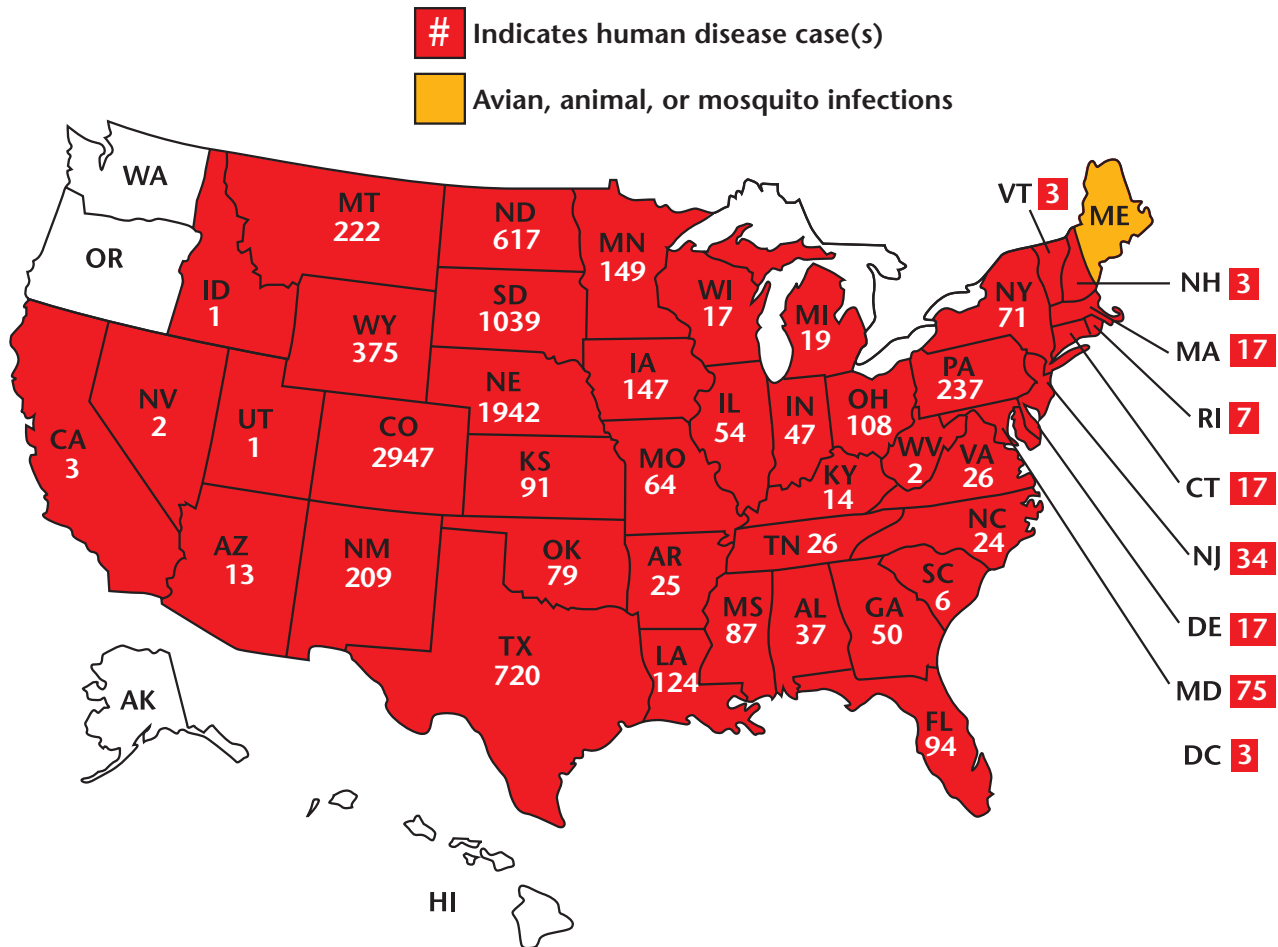 # Indicates human disease case(s)
Avian, animal, or mosquito infections
WA
OR
ID
1
MT
222
ND
617
MN
149
WI
17
MI
19
NY
71
VT 3
ME
NH 3
MA 17
RI 7
CT 17
NJ 34
DE 17
MD 75
DC 3
WY
375
SD
1039
IA
147
NE
1942
IL
54
IN
47
OH
108
PA
237
CA
3
NV
2
UT
1
CO
2947
KS
91
MO
64
KY
14
WV
2
VA
26
AZ
13
NM
209
OK
79
AR
25
TN 26
NC
24
SC
6
TX
720
LA
124
MS
87
AL
37
GA
50
FL
94
AK
HI